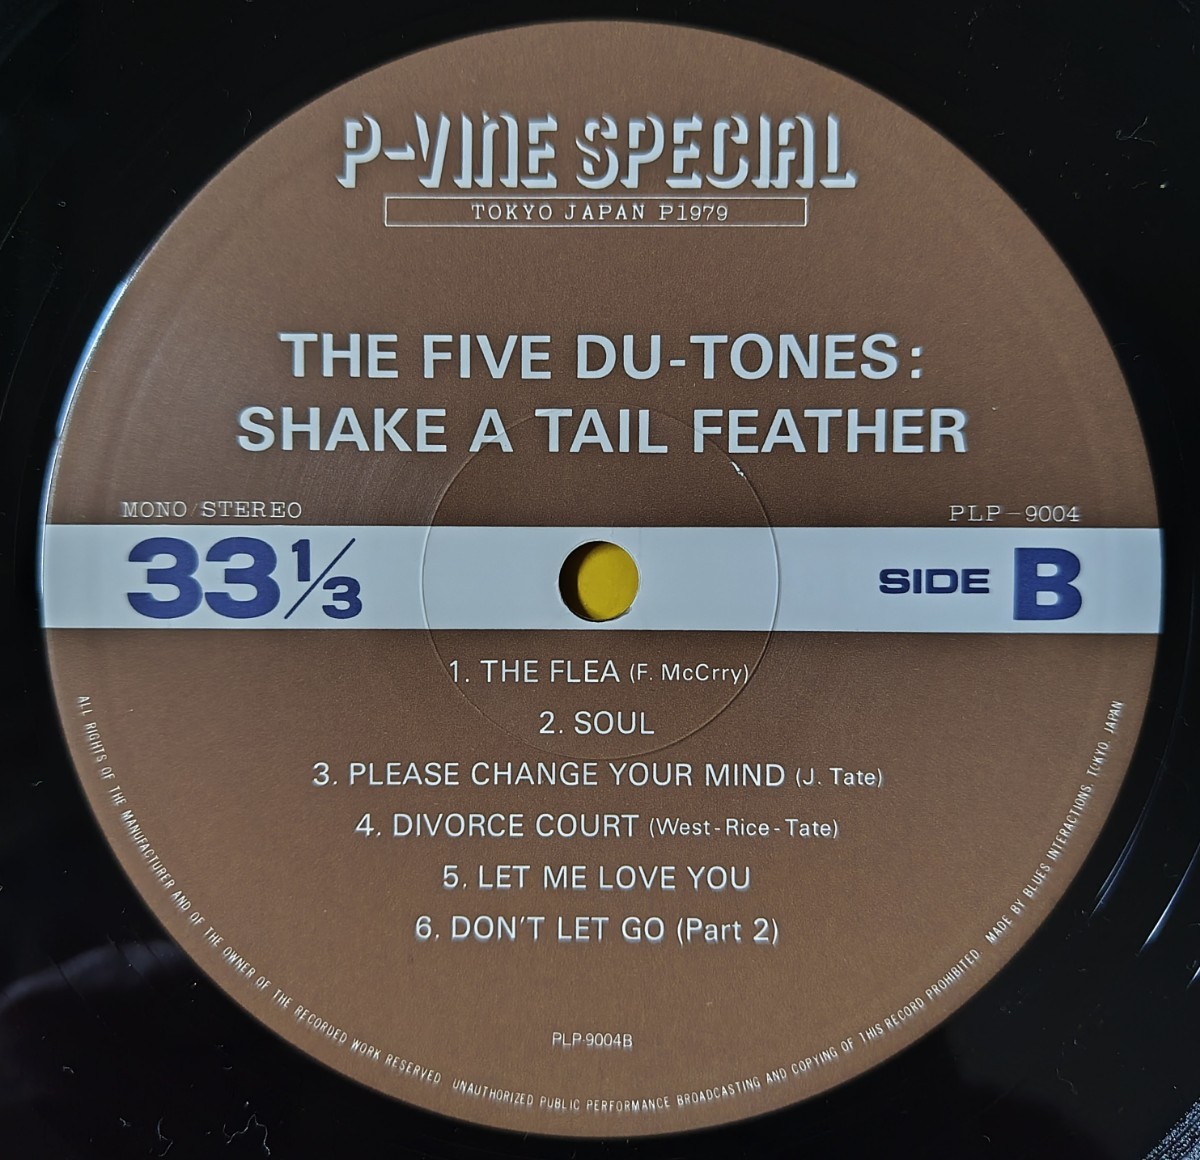 P-VINE SPECIAL
TOKYO JAPAN P1979
THE FIVE DU-TONES:
SHAKE A TAIL FEATHER
MONO/STEREO
PLP-9004
33 1/3
SIDE B
1. THE FLEA (F. McCrry)
2. SOUL
3. PLEASE CHANGE YOUR MIND (J. Tate)
4. DIVORCE COURT (West-Rice-Tate)
5. LET ME LOVE YOU
6. DON'T LET GO (Part 2)
PLP-9004B
ALL RIGHTS OF THE MANUFACTURER AND OF THE OWNER OF THE RECORDED WORK RESERVED UNAUTHORIZED PUBLIC PERFORMANCE BROADCASTING AND COPYING OF THIS RECORD PROHIBITED MADE BY BLUES INTERACTIONS, TOKYO JAPAN